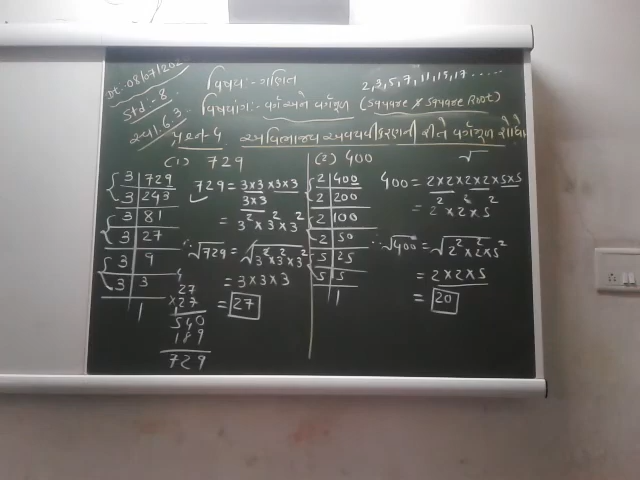 Dt:-08/07/202
Std:-8
સ્વા.6.3
વિષય:- ગણિત
2,3,5,7,11,13,17.....
વિષયાંગ:- વર્ગ અને વર્ગમૂળ (Square & Square Root)
પ્રશ્ન-4 અવિભાજ્ય અવયવીકરણની રીતે વર્ગમૂળ શોધો
√
(1) 729
3 | 729
3 | 243
3 | 81
3 | 27
3 | 9
3 | 3
1
729 = 3×3×3×3
3×3
= 3²×3²×3²
∴ √729 = √3²×3²×3²
= 3×3×3
= 27
27
×27
540
189
729
(2) 400
2 | 400
2 | 200
2 | 100
2 | 50
5 | 25
5 | 5
1
400 = 2×2×2×2×5×5
= 2²×2²×5²
∴ √400 = √2²×2²×5²
= 2×2×5
= 20